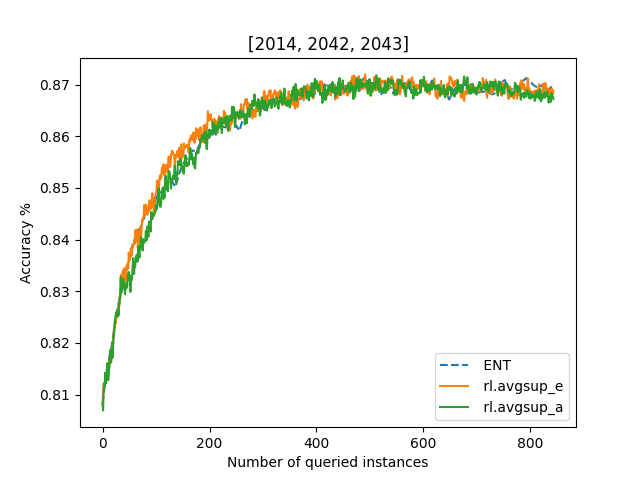 [2014, 2042, 2043]
Accuracy %
0.87
0.86
0.85
0.84
0.83
0.82
0.81
0 200 400 600 800
Number of queried instances
ENT
rl.avgsup_e
rl.avgsup_a